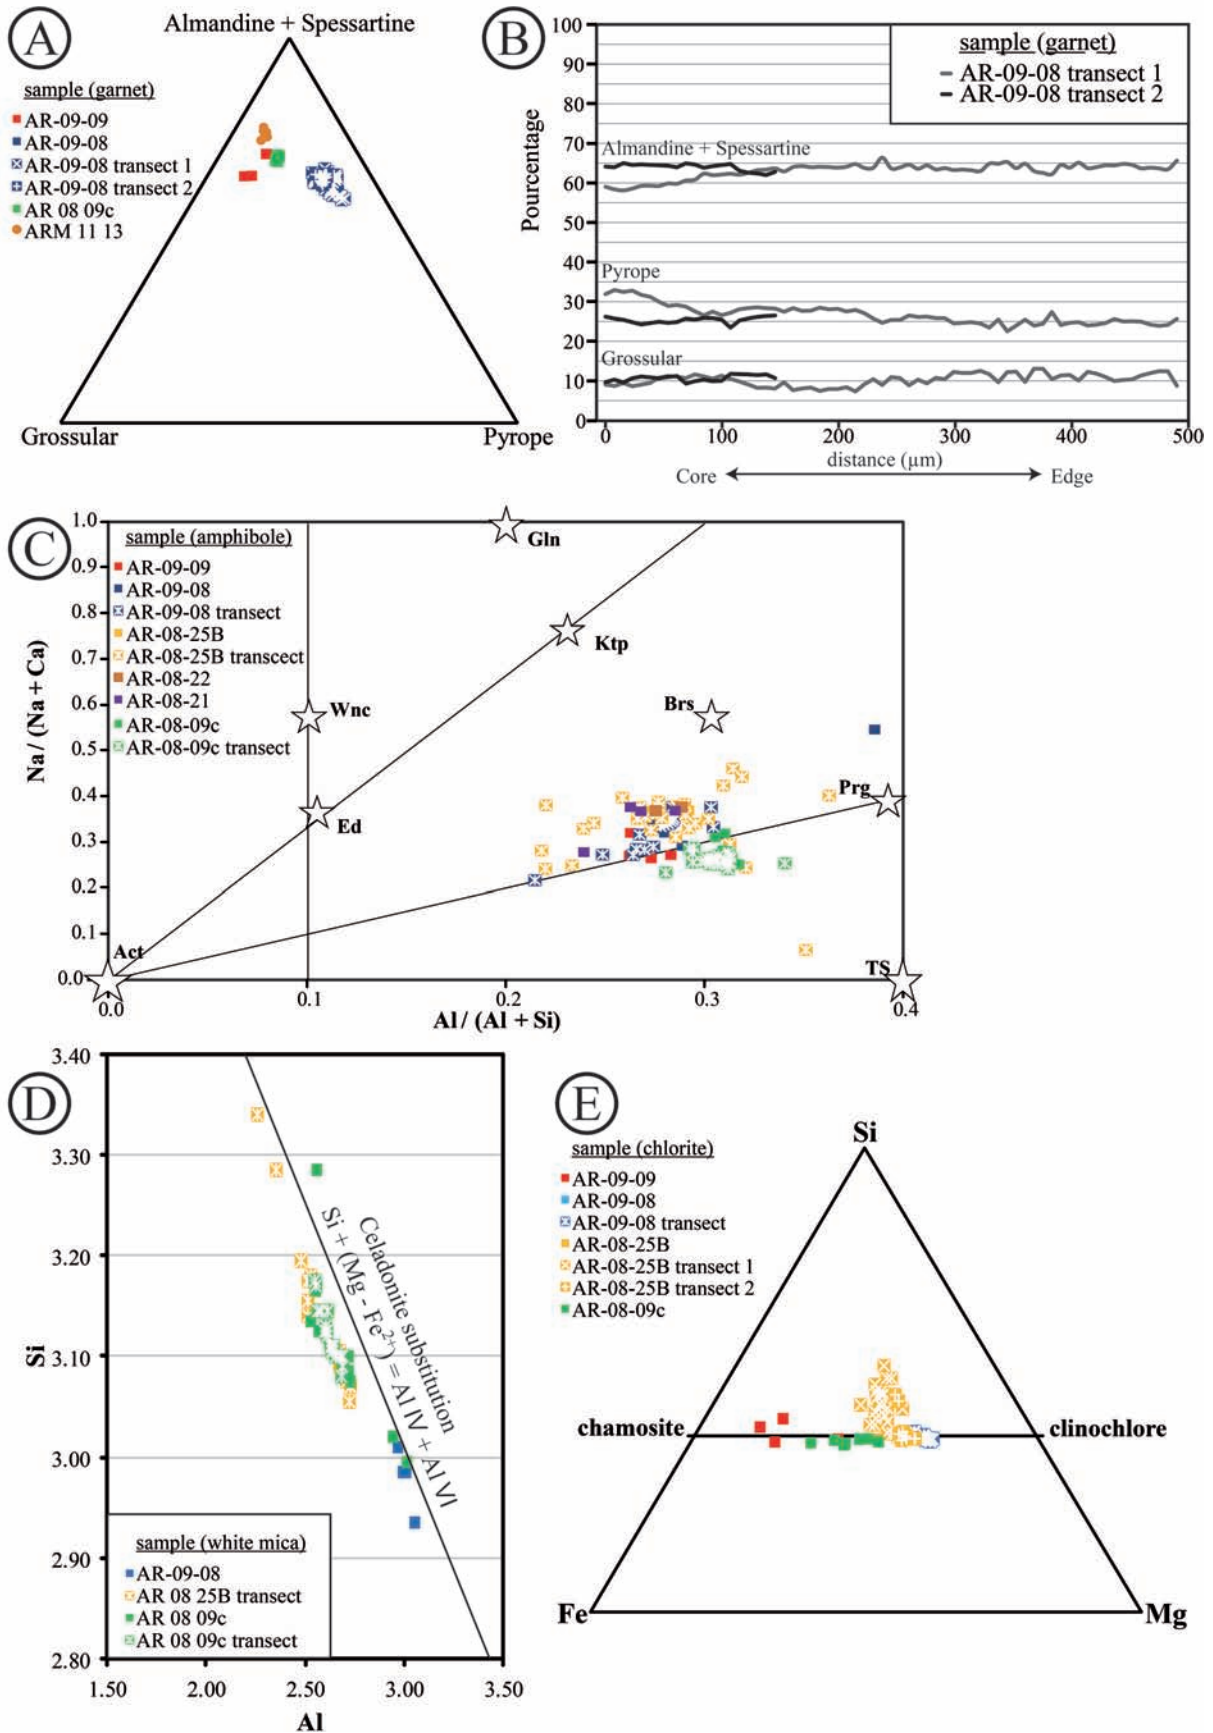 A
Almandine + Spessartine
sample (garnet)
AR-09-09
AR-09-08
AR-09-08 transect 1
AR-09-08 transect 2
AR 08 09c
ARM 11 13
Grossular
Pyrope
B
Pourcentage
100
90
80
70
60
50
40
30
20
10
0
sample (garnet)
AR-09-08 transect 1
AR-09-08 transect 2
Almandine + Spessartine
Pyrope
Grossular
0 100 200 300 400 500
distance (µm)
Core Edge
C
Na / (Na + Ca)
1.0
0.9
0.8
0.7
0.6
0.5
0.4
0.3
0.2
0.1
0.0
sample (amphibole)
AR-09-09
AR-09-08
AR-09-08 transect
AR-08-25B
AR-08-25B transcect
AR-08-22
AR-08-21
AR-08-09c
AR-08-09c transect
Gln
Ktp
Wnc
Brs
Ed
Prg
Act
TS
0.0 0.1 0.2 0.3 0.4
Al / (Al + Si)
D
Si
3.40
3.30
3.20
3.10
3.00
2.90
2.80
Celadonite substitution
Si + (Mg - Fe²⁺) = Al IV + Al VI
sample (white mica)
AR-09-08
AR 08 25B transect
AR 08 09c
AR 08 09c transect
1.50 2.00 2.50 3.00 3.50
Al
E
Si
sample (chlorite)
AR-09-09
AR-09-08
AR-09-08 transect
AR-08-25B
AR-08-25B transect 1
AR-08-25B transect 2
AR-08-09c
chamosite
clinochlore
Fe
Mg